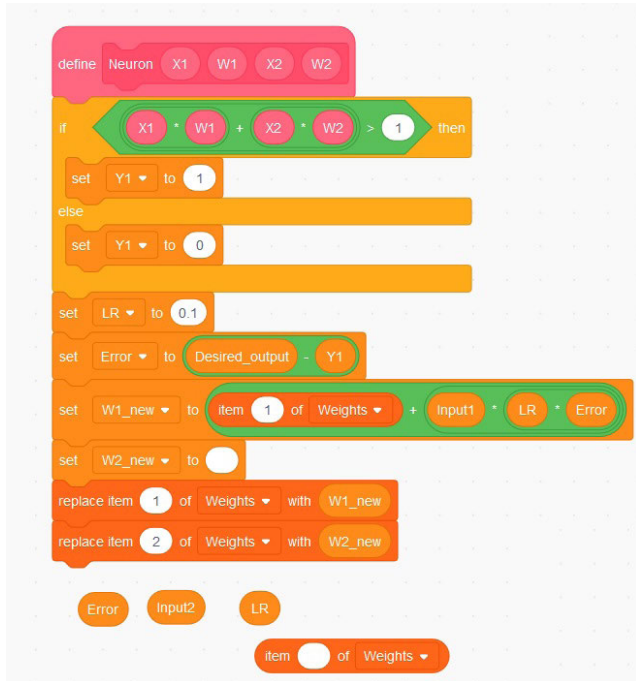 define Neuron X1 W1 X2 W2
if X1 * W1 + X2 * W2 > 1 then
set Y1 to 1
else
set Y1 to 0
set LR to 0.1
set Error to Desired_output - Y1
set W1_new to item 1 of Weights + Input1 * LR * Error
set W2_new to
replace item 1 of Weights with W1_new
replace item 2 of Weights with W2_new
Error Input2 LR
item of Weights